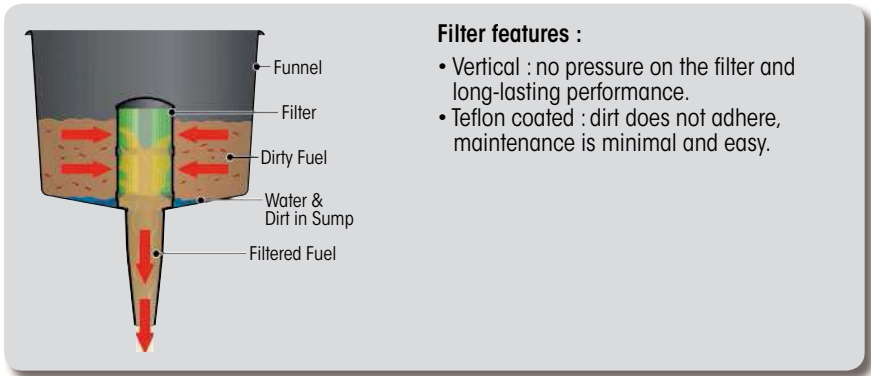 Funnel
Filter
Dirty Fuel
Water &
Dirt in Sump
Filtered Fuel
Filter features :
• Vertical : no pressure on the filter and
long-lasting performance.
• Teflon coated : dirt does not adhere,
maintenance is minimal and easy.